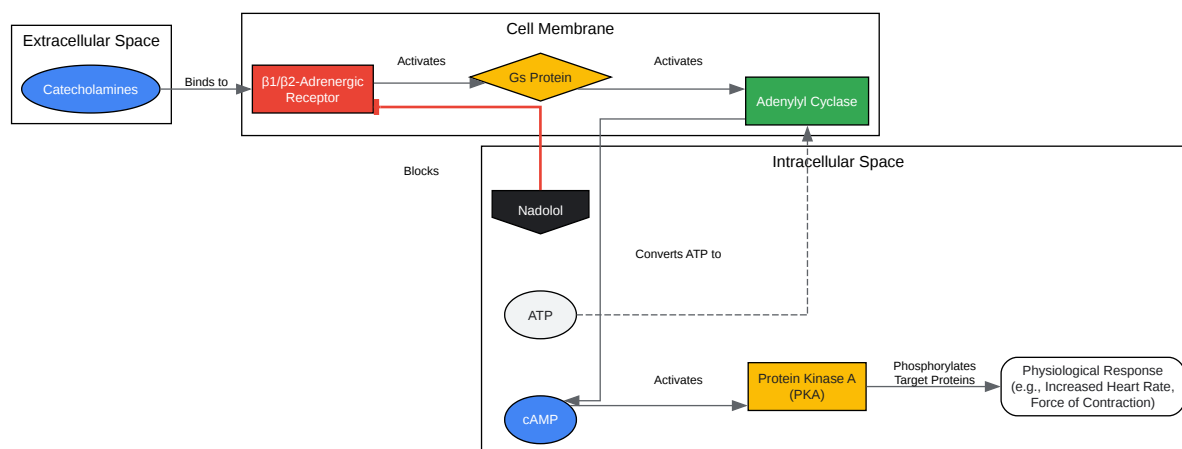 Cell Membrane
Extracellular Space
Catecholamines
Binds to
β1/β2-Adrenergic
Receptor
Activates
Gs Protein
Activates
Adenylyl Cyclase
Intracellular Space
Blocks
Nadolol
Converts ATP to
ATP
cAMP
Activates
Protein Kinase A
(PKA)
Phosphorylates
Target Proteins
Physiological Response
(e.g., Increased Heart Rate,
Force of Contraction)